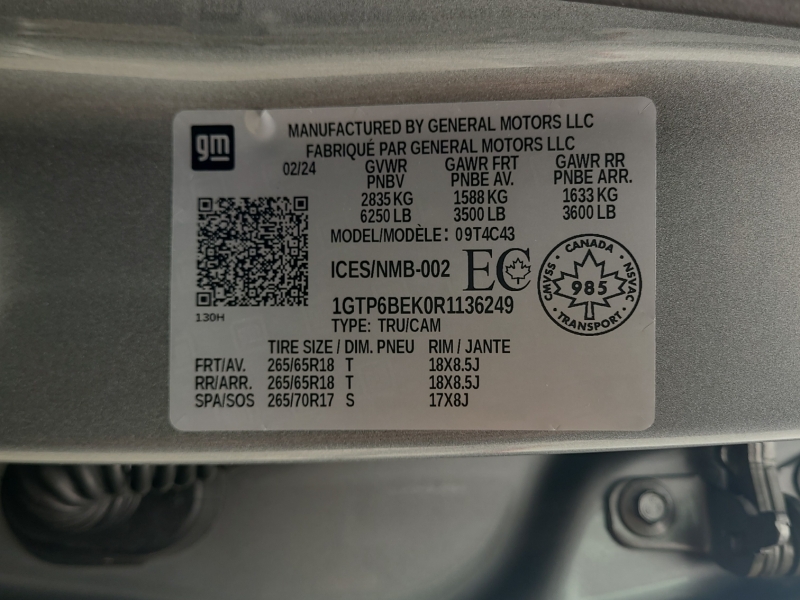 gm
MANUFACTURED BY GENERAL MOTORS LLC
FABRIQUÉ PAR GENERAL MOTORS LLC
02/24 GVWR GAWR FRT GAWR RR
PNBV PNBE AV. PNBE ARR.
2835 KG 1588 KG 1633 KG
6250 LB 3500 LB 3600 LB
MODEL/MODÈLE: 09T4C43
ICES/NMB-002 EC
CANADA
CMVSS 985 NSVAC
TRANSPORT
1GTP6BEK0R1136249
130H
TYPE: TRU/CAM
TIRE SIZE / DIM. PNEU RIM / JANTE
FRT/AV. 265/65R18 T 18X8.5J
RR/ARR. 265/65R18 T 18X8.5J
SPA/SOS 265/70R17 S 17X8J